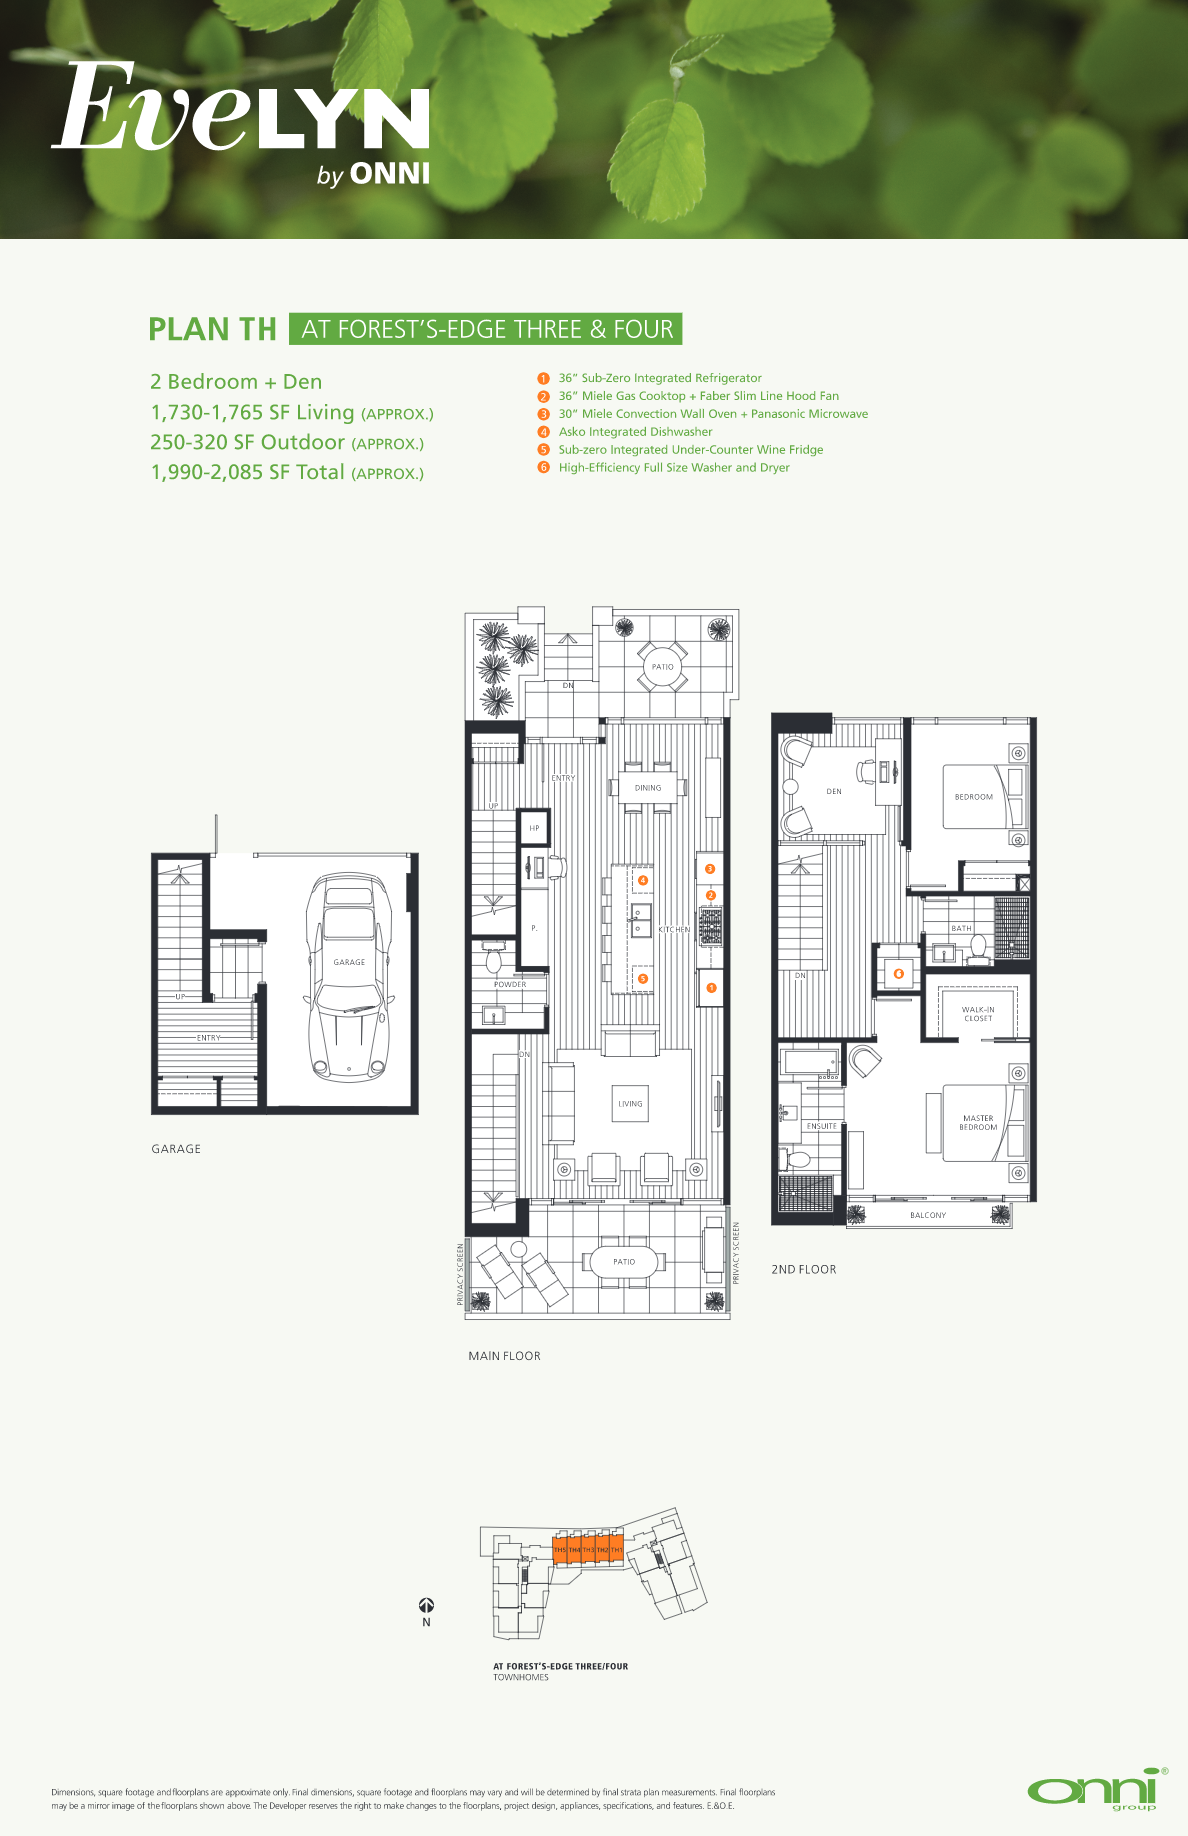 EveLYN
by ONNI
PLAN TH AT FOREST’S-EDGE THREE & FOUR
2 Bedroom + Den
1,730-1,765 SF Living (APPROX.)
250-320 SF Outdoor (APPROX.)
1,990-2,085 SF Total (APPROX.)
1 36” Sub-Zero Integrated Refrigerator
2 36” Miele Gas Cooktop + Faber Slim Line Hood Fan
3 30” Miele Convection Wall Oven + Panasonic Microwave
4 Asko Integrated Dishwasher
5 Sub-zero Integrated Under-Counter Wine Fridge
6 High-Efficiency Full Size Washer and Dryer
GARAGE
UP
ENTRY
GARAGE
PATIO
DN
ENTRY
DINING
UP
HP
3
4
2
P.
KITCHEN
5
1
POWDER
DN
LIVING
PATIO
PRIVACY SCREEN
PRIVACY SCREEN
MAIN FLOOR
DEN
BEDROOM
BATH
DN
6
WALK-IN
CLOSET
MASTER
BEDROOM
ENSUITE
BALCONY
2ND FLOOR
TH5 TH4 TH3 TH2 TH1
N
AT FOREST’S-EDGE THREE/FOUR
TOWNHOMES
Dimensions, square footage and floorplans are approximate only. Final dimensions, square footage and floorplans may vary and will be determined by final strata plan measurements. Final floorplans
may be a mirror image of the floorplans shown above. The Developer reserves the right to make changes to the floorplans, project design, appliances, specifications, and features. E.&O.E.
onni®
group